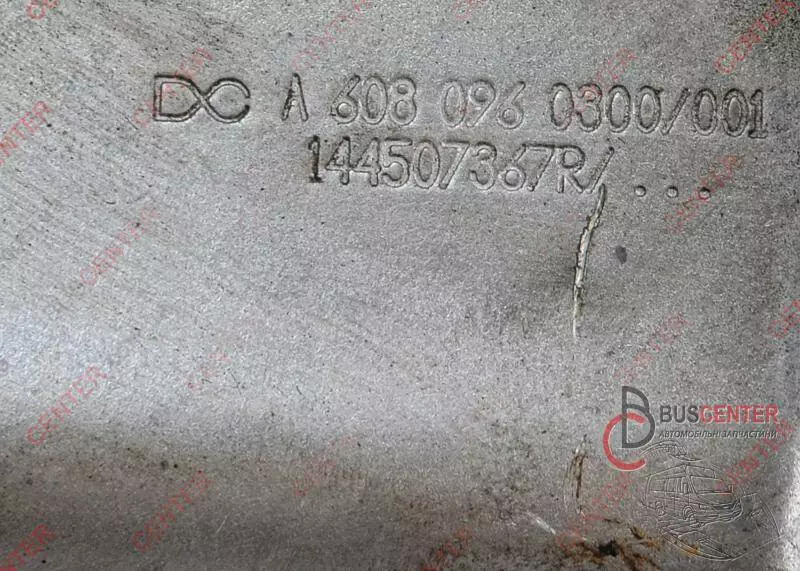 DC A 608 096 0300/001
144507367R/...
BUSCENTER
АВТОМОБІЛЬНІ ЗАПЧАСТИНИ